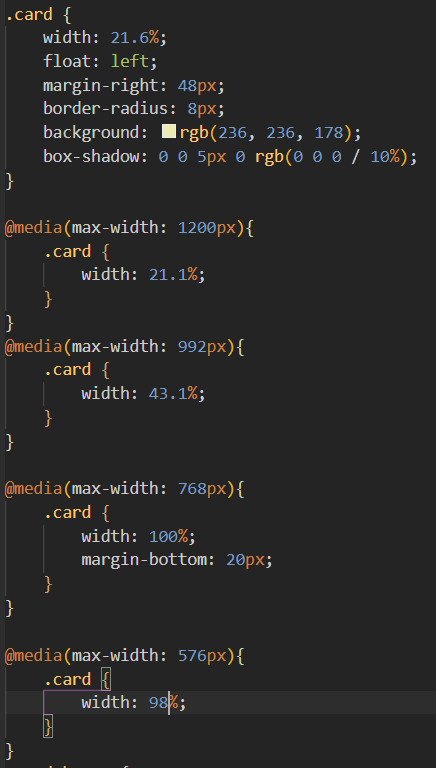 .card {
    width: 21.6%;
    float: left;
    margin-right: 48px;
    border-radius: 8px;
    background: rgb(236, 236, 178);
    box-shadow: 0 0 5px 0 rgb(0 0 0 / 10%);
}

@media(max-width: 1200px){
    .card {
        width: 21.1%;
    }
}
@media(max-width: 992px){
    .card {
        width: 43.1%;
    }
}

@media(max-width: 768px){
    .card {
        width: 100%;
        margin-bottom: 20px;
    }
}

@media(max-width: 576px){
    .card {
        width: 98%;
    }
}